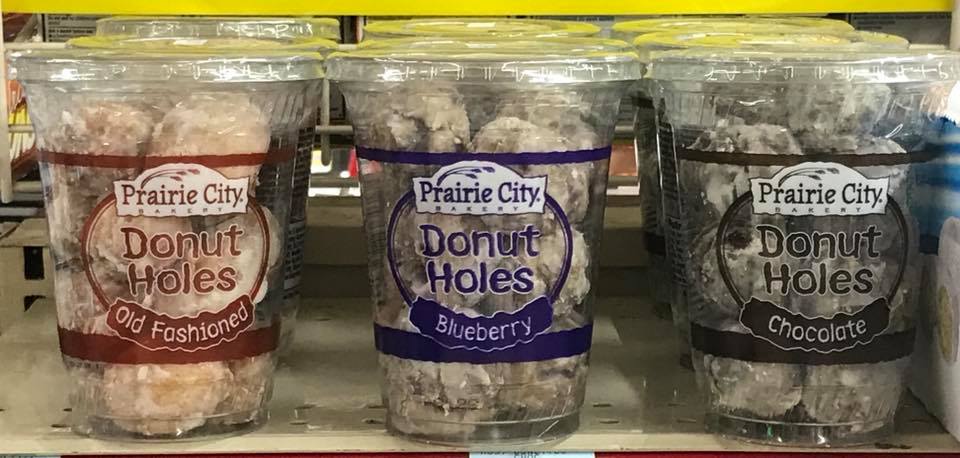 Prairie City.
BAKERY
Donut
Holes
Old Fashioned
Prairie City.
BAKERY
Donut
Holes
Blueberry
Prairie City.
BAKERY
Donut
Holes
Chocolate